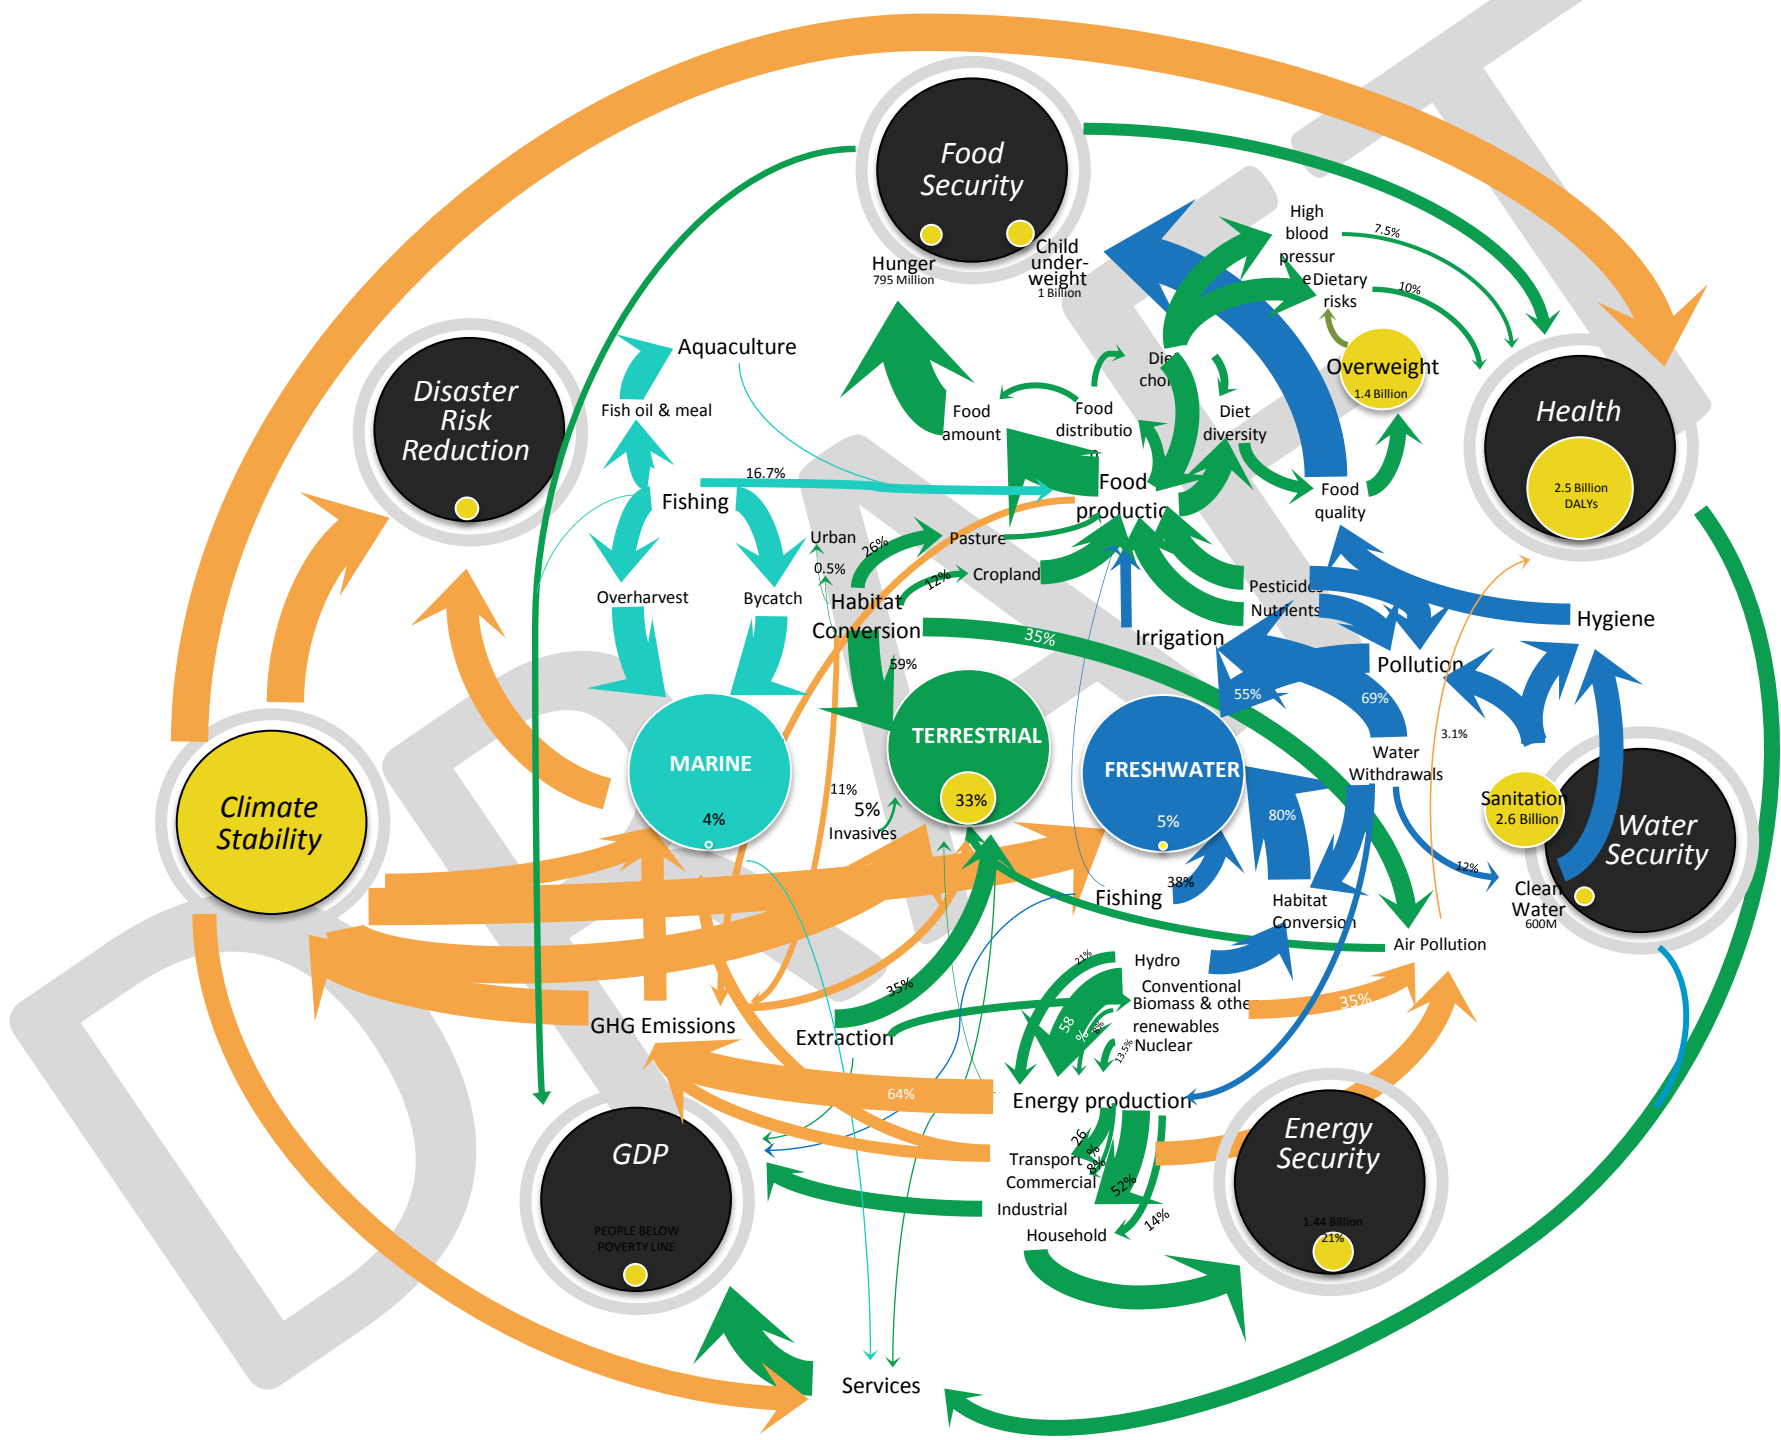 Food
Security
Hunger
795 Million
Child
under-
weight
1 Billion
High
blood
pressur
e
Dietary
risks
7.5%
10%
Overweight
1.4 Billion
Health
2.5 Billion
DALYs
Disaster
Risk
Reduction
Aquaculture
Fish oil & meal
Fishing
16.7%
Overharvest
Bycatch
Food
amount
Food
distributio
n
Diet
diversity
Food
quality
Food
Urban
0.5%
26%
Pasture
12%
Cropland
Habitat
Conversion
59%
35%
Pesticides
Nutrients
Irrigation
Pollution
Hygiene
55%
69%
3.1%
Water
Withdrawals
MARINE
4%
TERRESTRIAL
33%
FRESHWATER
5%
80%
Sanitation
2.6 Billion
Water
Security
12%
Clean
Water
600M
Climate
Stability
11%
5%
Invasives
Fishing
38%
Habitat
Conversion
Air Pollution
GHG Emissions
Extraction
35%
21%
Hydro
Conventional
Biomass & othe
renewables
Nuclear
58
%
13.5%
35%
64%
Energy production
26
%
8%
52%
14%
Transport
Commercial
Industrial
Household
Energy
Security
1.44 Billion
21%
GDP
PEOPLE BELOW
POVERTY LINE
Services
DRAFT